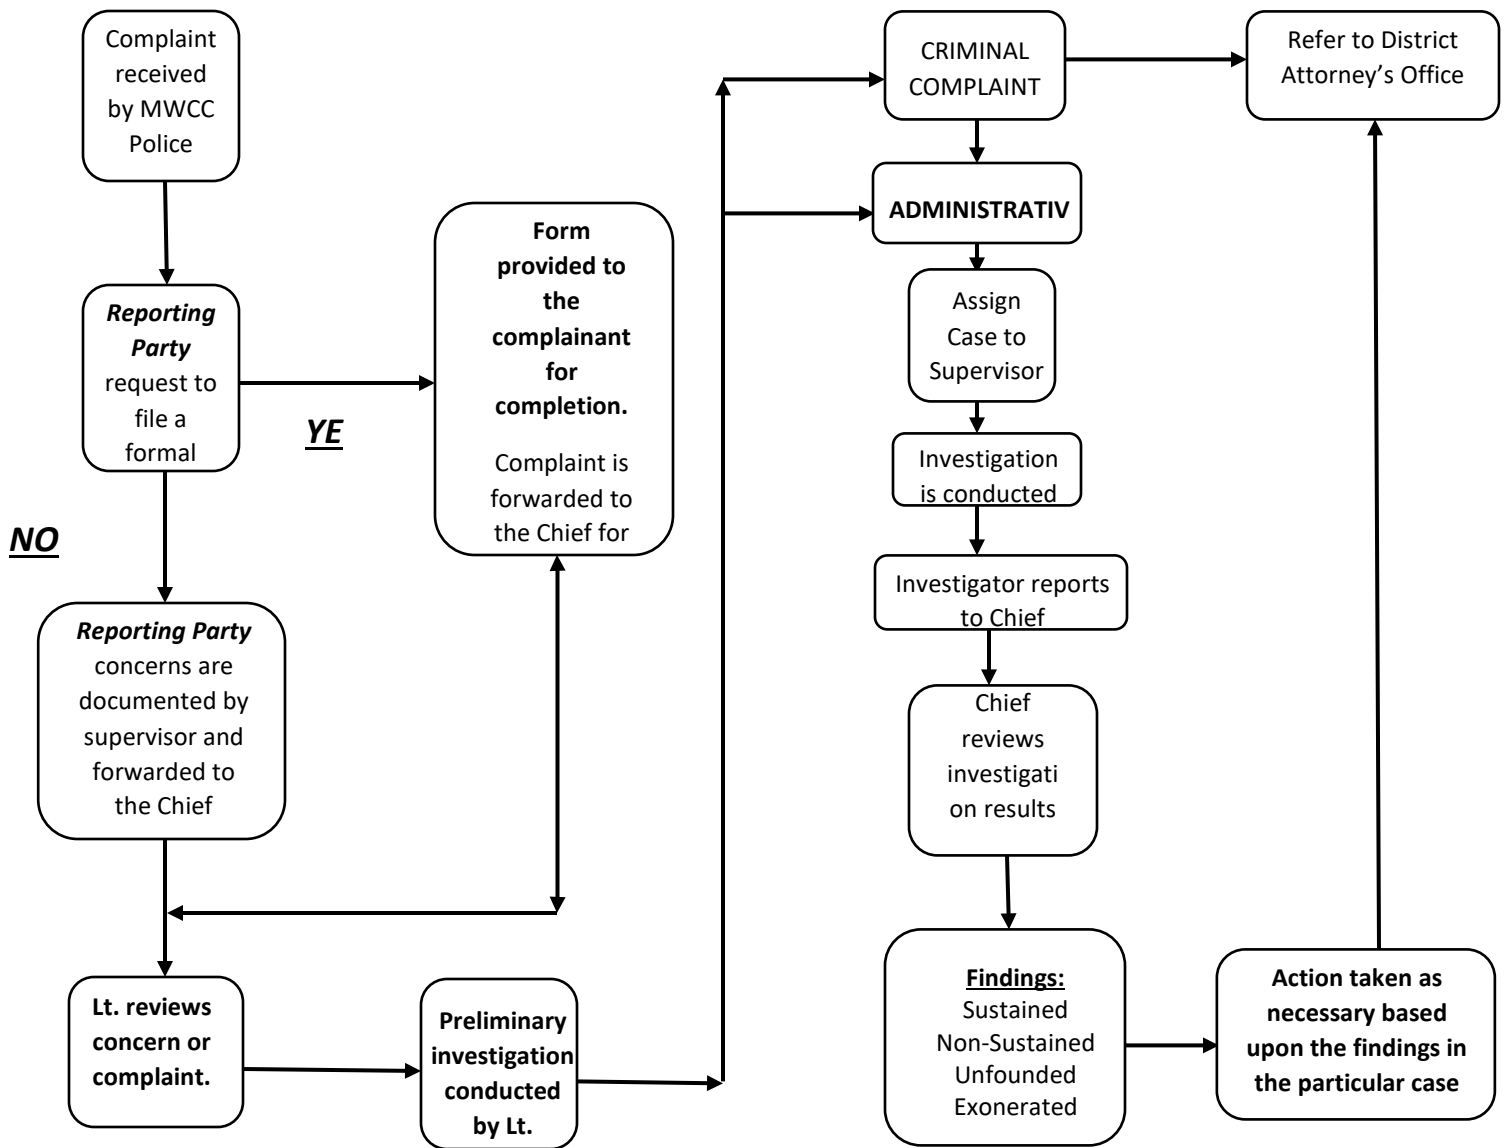 Complaint
received
by MWCC
Police
Reporting
Party
request to
file a
formal
YE
NO
Form
provided to
the
complainant
for
completion.
Complaint is
forwarded to
the Chief for
Reporting Party
concerns are
documented by
supervisor and
forwarded to
the Chief
Lt. reviews
concern or
complaint.
Preliminary
investigation
conducted
by Lt.
CRIMINAL
COMPLAINT
Refer to District
Attorney’s Office
ADMINISTRATIV
Assign
Case to
Supervisor
Investigation
is conducted
Investigator reports
to Chief
Chief
reviews
investigati
on results
Findings:
Sustained
Non-Sustained
Unfounded
Exonerated
Action taken as
necessary based
upon the findings in
the particular case